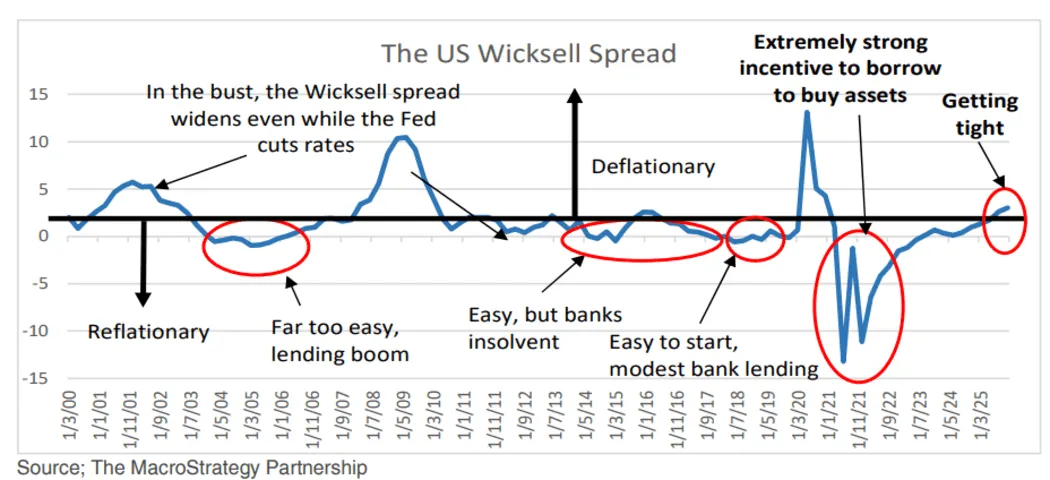 The US Wicksell Spread
Extremely strong
incentive to borrow
to buy assets
Getting
tight
In the bust, the Wicksell spread
widens even while the Fed
cuts rates
Deflationary
Reflationary
Far too easy,
lending boom
Easy, but banks
insolvent
Easy to start,
modest bank lending
15
10
5
0
-5
-10
-15
1/3/00
1/1/01
1/11/01
1/9/02
1/7/03
1/5/04
1/3/05
1/1/06
1/11/06
1/9/07
1/7/08
1/5/09
1/3/10
1/1/11
1/11/11
1/9/12
1/7/13
1/5/14
1/3/15
1/1/16
1/11/16
1/9/17
1/7/18
1/5/19
1/3/20
1/1/21
1/11/21
1/9/22
1/7/23
1/5/24
1/3/25
Source; The MacroStrategy Partnership